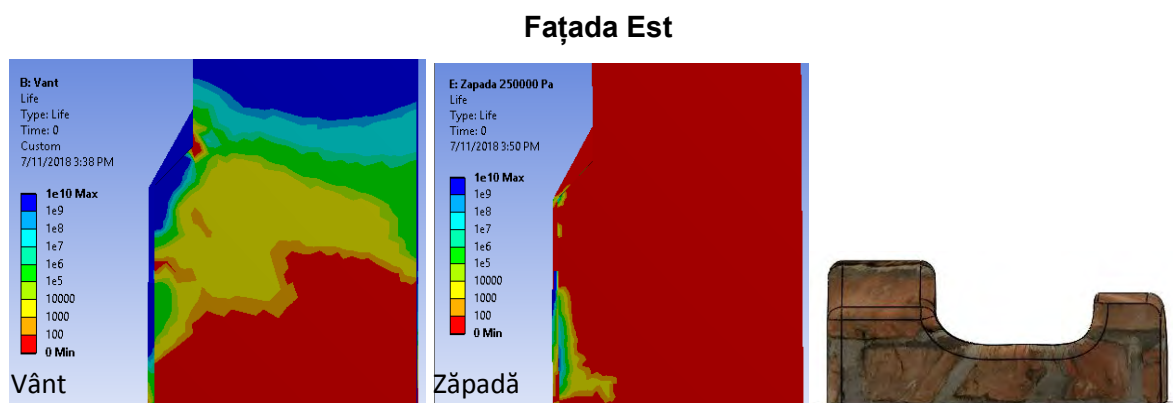 Fațada Est
B: Vant
Life
Type: Life
Time: 0
Custom
7/11/2018 3:38 PM
1e10 Max
1e9
1e8
1e7
1e6
1e5
10000
1000
100
0 Min
Vânt
E: Zapada 250000 Pa
Life
Type: Life
Time: 0
7/11/2018 3:50 PM
1e10 Max
1e9
1e8
1e7
1e6
1e5
10000
1000
100
0 Min
Zăpadă